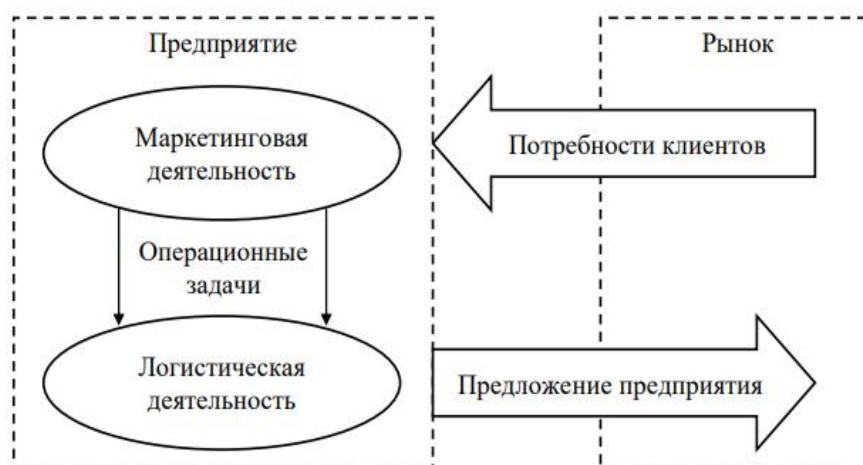 Предприятие
Рынок
Маркетинговая
деятельность
Потребности клиентов
Операционные
задачи
Логистическая
деятельность
Предложение предприятия